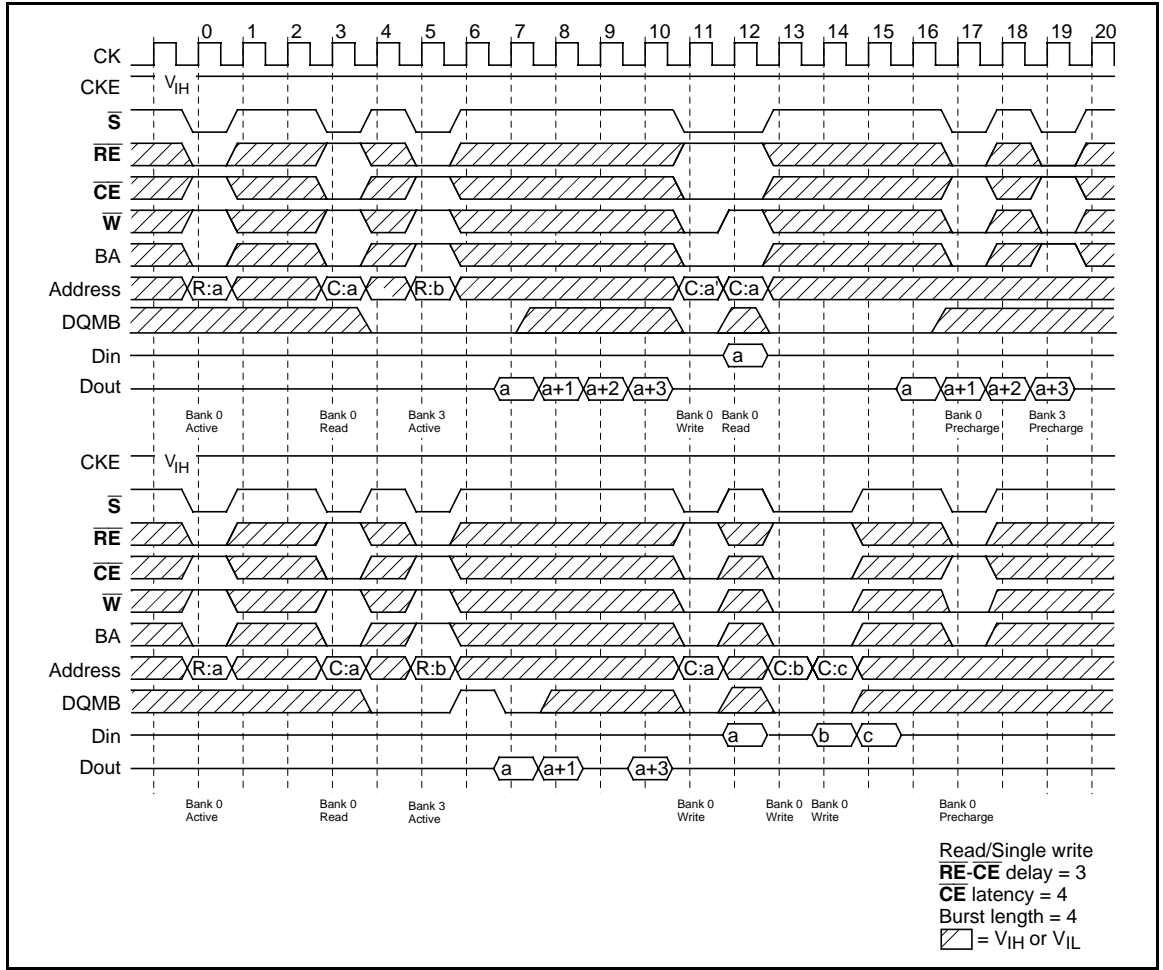 0 1 2 3 4 5 6 7 8 9 10 11 12 13 14 15 16 17 18 19 20
CK
CKE VIH
S
RE
CE
W
BA
Address R:a C:a R:b C:a' C:a
DQMB
Din a
Dout a a+1 a+2 a+3 a a+1 a+2 a+3
Bank 0 Active Bank 0 Read Bank 3 Active Bank 0 Write Bank 0 Read Bank 0 Precharge Bank 3 Precharge
CKE VIH
S
RE
CE
W
BA
Address R:a C:a R:b C:a C:b C:c
DQMB
Din a b c
Dout a a+1 a+3
Bank 0 Active Bank 0 Read Bank 3 Active Bank 0 Write Bank 0 Write Bank 0 Write Bank 0 Precharge
Read/Single write
RE-CE delay = 3
CE latency = 4
Burst length = 4
= VIH or VIL